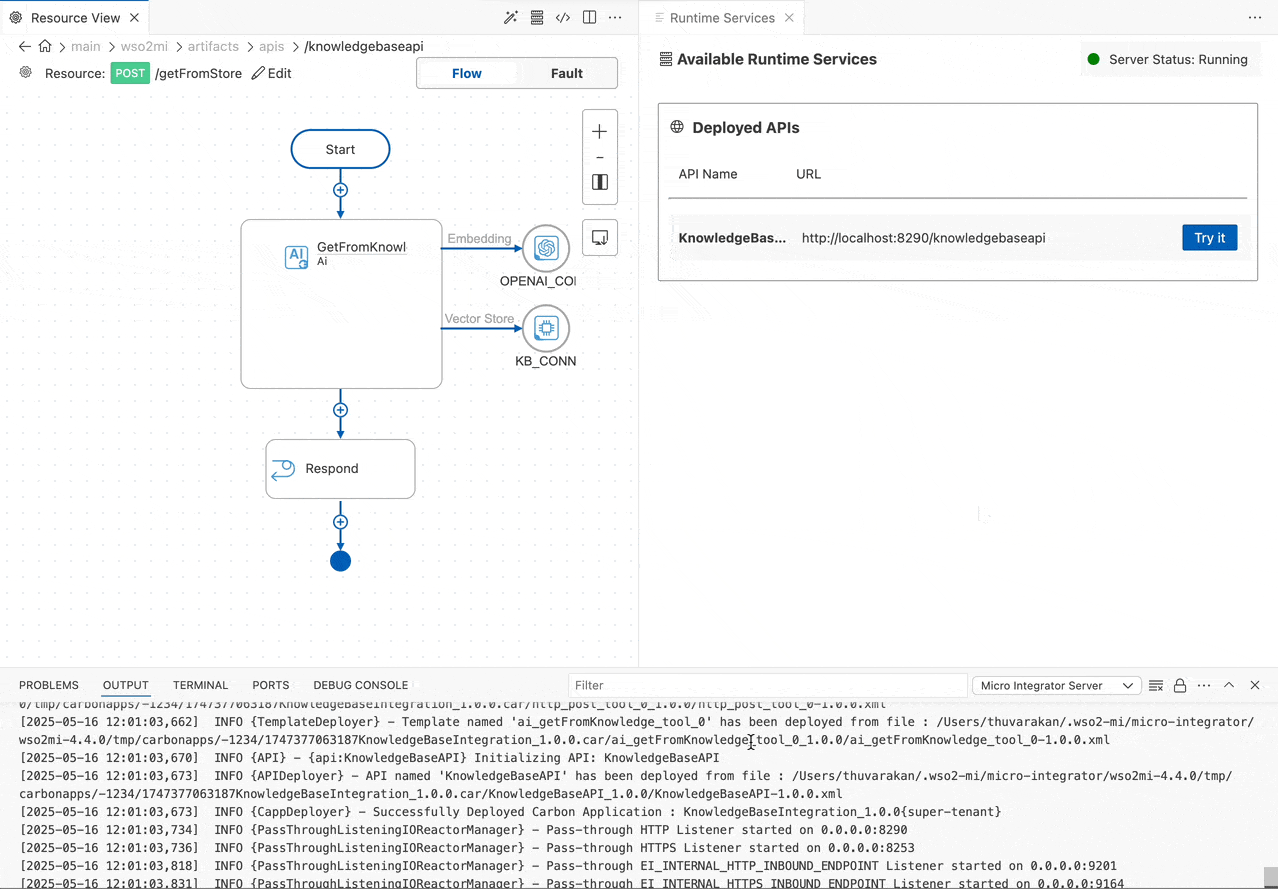 Resource View
main > wso2mi > artifacts > apis > /knowledgebaseapi
Resource: POST /getFromStore Edit
Flow
Fault
Start
GetFromKnowl
Ai
Embedding
OPENAI_COI
Vector Store
KB_CONN
Respond
Runtime Services
Available Runtime Services
Server Status: Running
Deployed APIs
API Name URL
KnowledgeBas... http://localhost:8290/knowledgebaseapi Try it
PROBLEMS OUTPUT TERMINAL PORTS DEBUG CONSOLE Filter Micro Integrator Server
0/tmp/carbonapps/-1234/1747377063187KnowledgeBaseIntegration_1.0.0.car/http_post_tool_0_1.0.0/http_post_tool_0-1.0.0.xml
[2025-05-16 12:01:03,662] INFO {TemplateDeployer} - Template named 'ai_getFromKnowledge_tool_0' has been deployed from file : /Users/thuvarakan/.wso2-mi/micro-integrator/
wso2mi-4.4.0/tmp/carbonapps/-1234/1747377063187KnowledgeBaseIntegration_1.0.0.car/ai_getFromKnowledge_tool_0_1.0.0/ai_getFromKnowledge_tool_0-1.0.0.xml
[2025-05-16 12:01:03,670] INFO {API} - {api:KnowledgeBaseAPI} Initializing API: KnowledgeBaseAPI
[2025-05-16 12:01:03,673] INFO {APIDeployer} - API named 'KnowledgeBaseAPI' has been deployed from file : /Users/thuvarakan/.wso2-mi/micro-integrator/wso2mi-4.4.0/tmp/
carbonapps/-1234/1747377063187KnowledgeBaseIntegration_1.0.0.car/KnowledgeBaseAPI_1.0.0/KnowledgeBaseAPI-1.0.0.xml
[2025-05-16 12:01:03,673] INFO {CappDeployer} - Successfully Deployed Carbon Application : KnowledgeBaseIntegration_1.0.0{super-tenant}
[2025-05-16 12:01:03,734] INFO {PassThroughListeningIOReactorManager} - Pass-through HTTP Listener started on 0.0.0.0:8290
[2025-05-16 12:01:03,736] INFO {PassThroughListeningIOReactorManager} - Pass-through HTTPS Listener started on 0.0.0.0:8253
[2025-05-16 12:01:03,818] INFO {PassThroughListeningIOReactorManager} - Pass-through EI_INTERNAL_HTTP_INBOUND_ENDPOINT Listener started on 0.0.0.0:9201
[2025-05-16 12:01:03,831] INFO {PassThroughListeningIOReactorManager} - Pass-through EI_INTERNAL_HTTPS_INBOUND_ENDPOINT Listener started on 0.0.0.0:9164